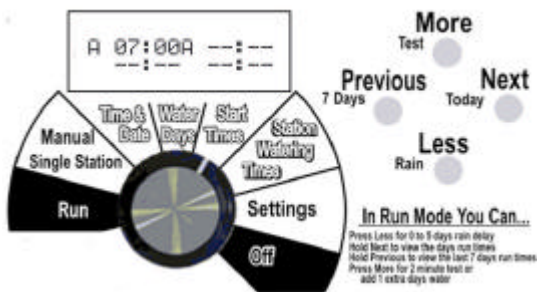 A 07:00A --:--
--:-- --:--
More
Test
Previous
7 Days
Next
Today
Less
Rain
Time &
Date
Water
Days
Start
Times
Station
Watering
Times
Manual
Single Station
Settings
Run
Off
In Run Mode You Can...
Press Less for 0 to 9 days rain delay
Hold Next to view the days run times
Hold Previous to view the last 7 days run times
Press More for 2 minute test or
add 1 extra days water